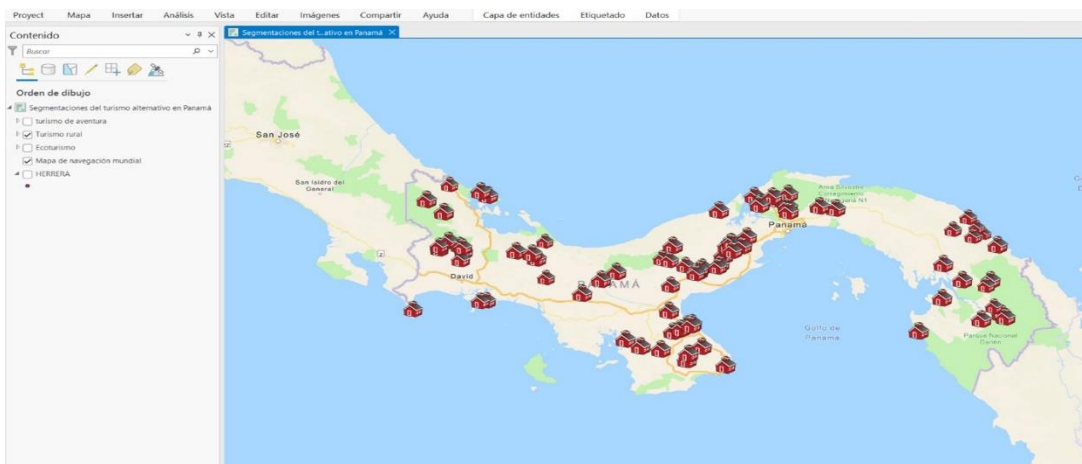 Proyect Mapa Insertar Análisis Vista Editar Imágenes Compartir Ayuda Capa de entidades Etiquetado Datos
Contenido
Buscar
Orden de dibujo
Segmentaciones del turismo alternativo en Panamá
turismo de aventura
Turismo rural
Ecoturismo
Mapa de navegación mundial
HERRERA
Segmentaciones del t...ativo en Panamá
San José
San Isidro del
General
David
PANAMÁ
Panamá
Golfo de
Panamá
Parque Nacional
Darién